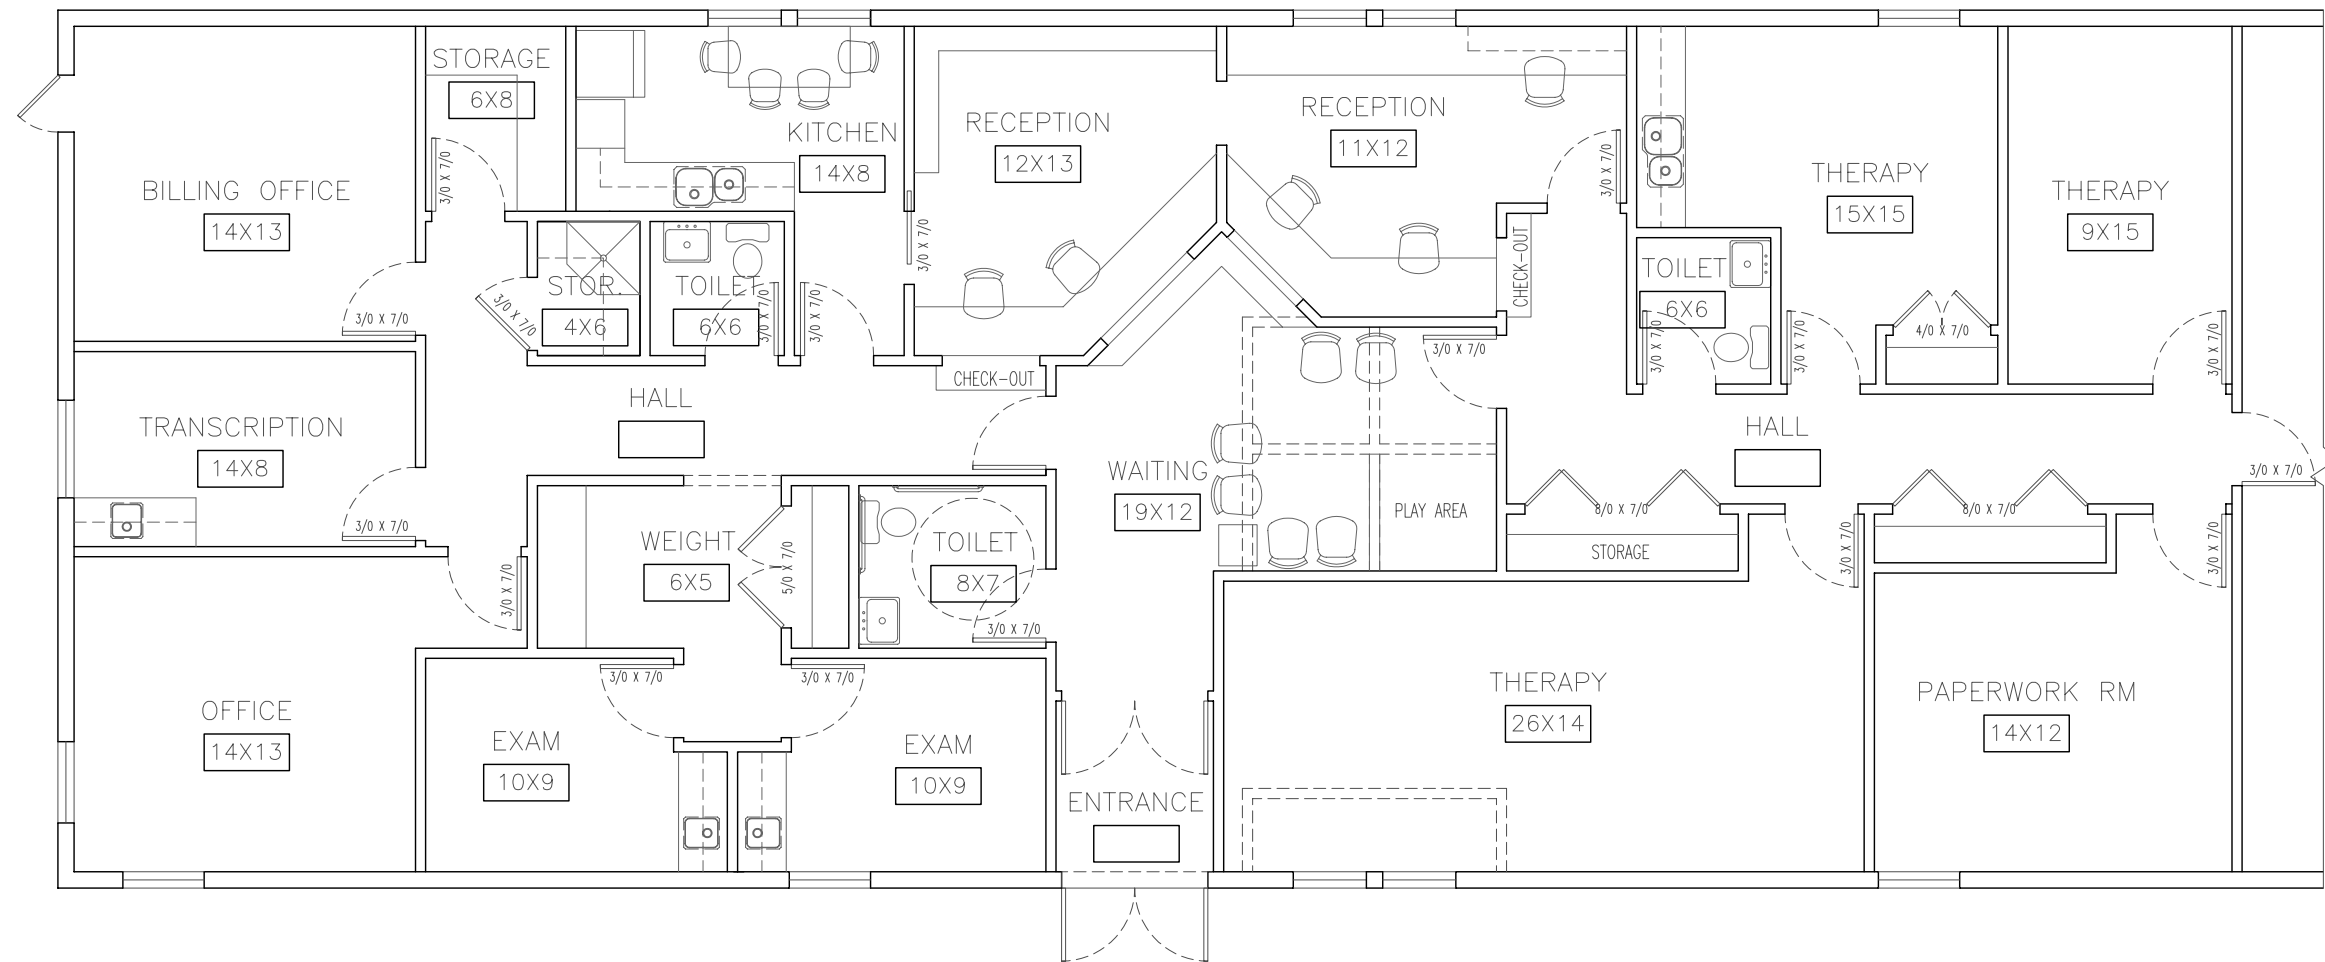 STORAGE
6X8
KITCHEN
14X8
RECEPTION
12X13
RECEPTION
11X12
THERAPY
15X15
THERAPY
9X15
BILLING OFFICE
14X13
3/0 X 7/0
3/0 X 7/0
3/0 X 7/0
CHECK-OUT
STOR.
4X6
3/0 X 7/0
TOILET
6X6
3/0 X 7/0
3/0 X 7/0
TOILET
6X6
3/0 X 7/0
3/0 X 7/0
4/0 X 7/0
3/0 X 7/0
3/0 X 7/0
3/0 X 7/0
CHECK-OUT
HALL
TRANSCRIPTION
14X8
HALL
WAITING
19X12
3/0 X 7/0
PLAY AREA
8/0 X 7/0
8/0 X 7/0
3/0 X 7/0
STORAGE
WEIGHT
6X5
5/0 X 7/0
TOILET
8X7
3/0 X 7/0
3/0 X 7/0
3/0 X 7/0
3/0 X 7/0
3/0 X 7/0
3/0 X 7/0
OFFICE
14X13
EXAM
10X9
EXAM
10X9
THERAPY
26X14
PAPERWORK RM
14X12
ENTRANCE